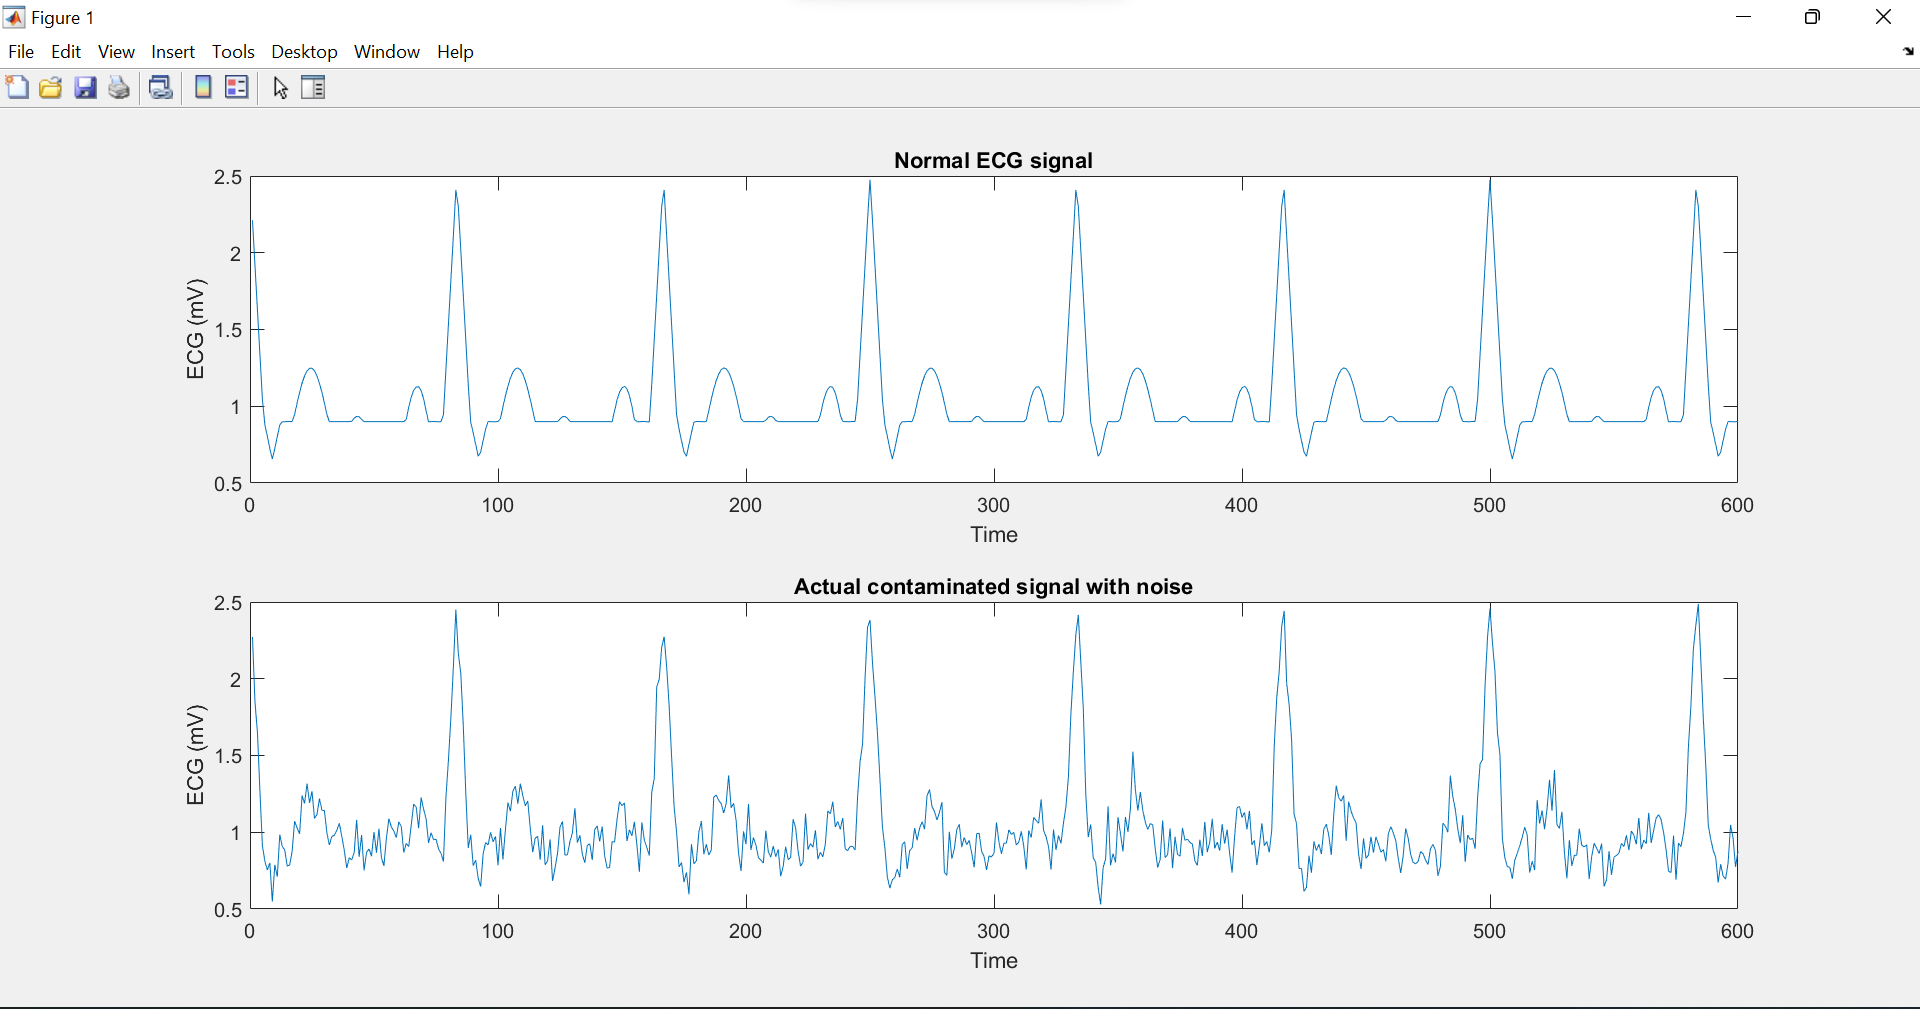 Figure 1
File Edit View Insert Tools Desktop Window Help
Normal ECG signal
2.5
2
1.5
1
0.5
ECG (mV)
0 100 200 300 400 500 600
Time
Actual contaminated signal with noise
2.5
2
1.5
1
0.5
ECG (mV)
0 100 200 300 400 500 600
Time